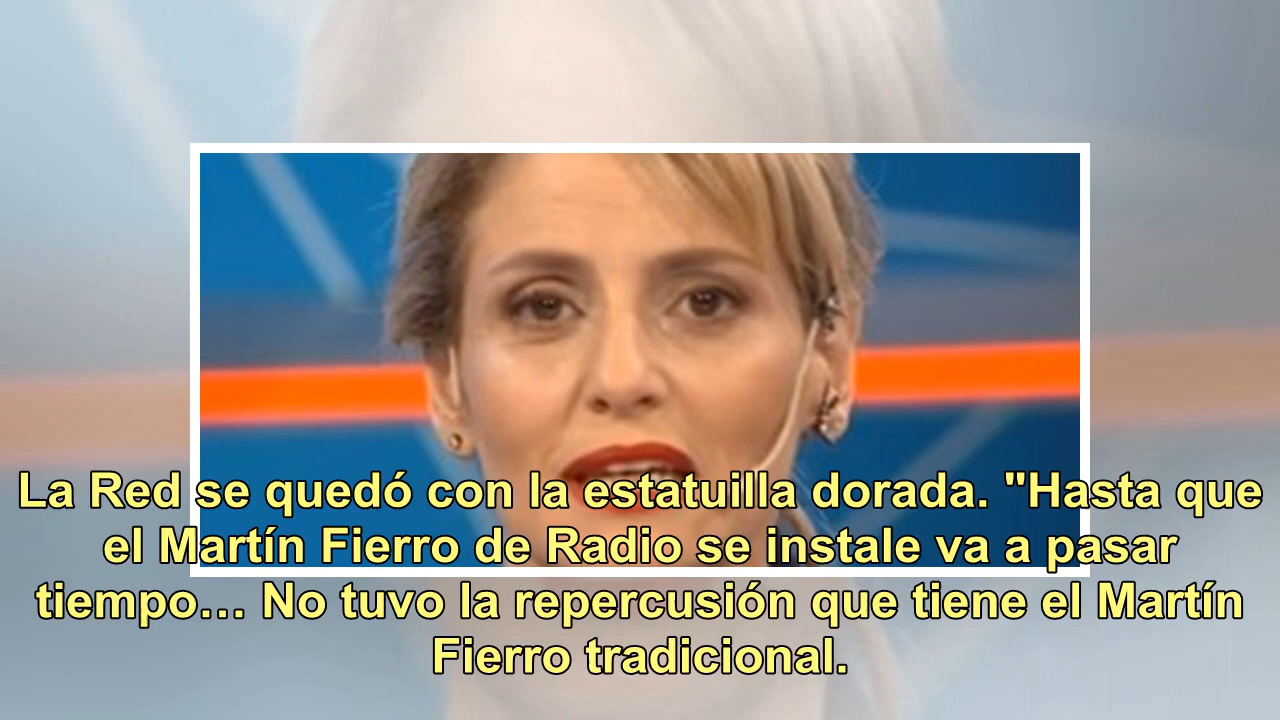 La Red se quedó con la estatuilla dorada. "Hasta que
el Martín Fierro de Radio se instale va a pasar
tiempo… No tuvo la repercusión que tiene el Martín
Fierro tradicional.